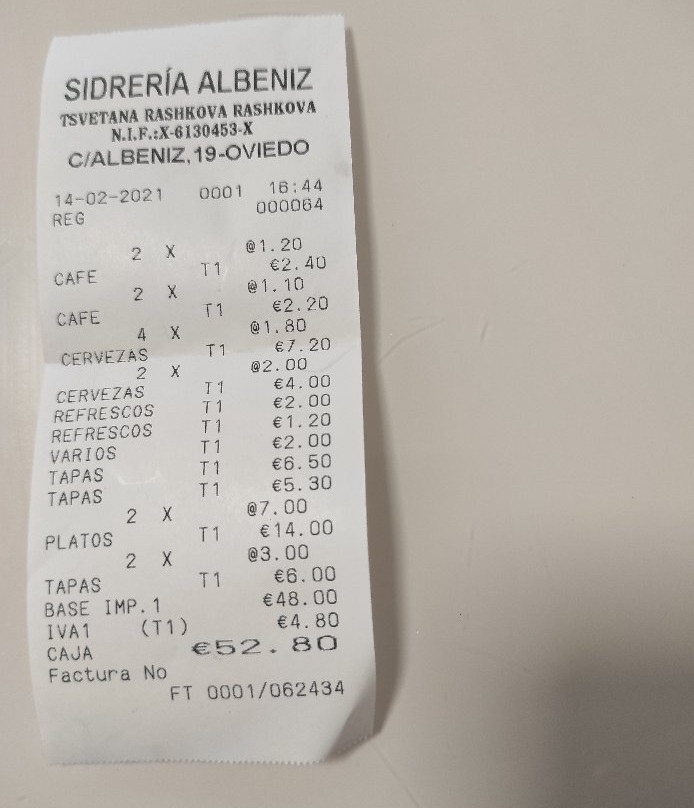 SIDRERÍA ALBENIZ
TSVETANA RASHKOVA RASHKOVA
N.I.F.:X-6130453-X
C/ALBENIZ,19-OVIEDO
14-02-2021 0001 16:44
REG 000064
2 X @1.20
CAFE T1 €2.40
2 X @1.10
CAFE T1 €2.20
4 X @1.80
CERVEZAS T1 €7.20
2 X @2.00
CERVEZAS T1 €4.00
REFRESCOS T1 €2.00
REFRESCOS T1 €1.20
VARIOS T1 €2.00
TAPAS T1 €6.50
TAPAS T1 €5.30
2 X @7.00
PLATOS T1 €14.00
2 X @3.00
TAPAS T1 €6.00
BASE IMP.1 €48.00
IVA1 (T1) €4.80
CAJA €52.80
Factura No
FT 0001/062434